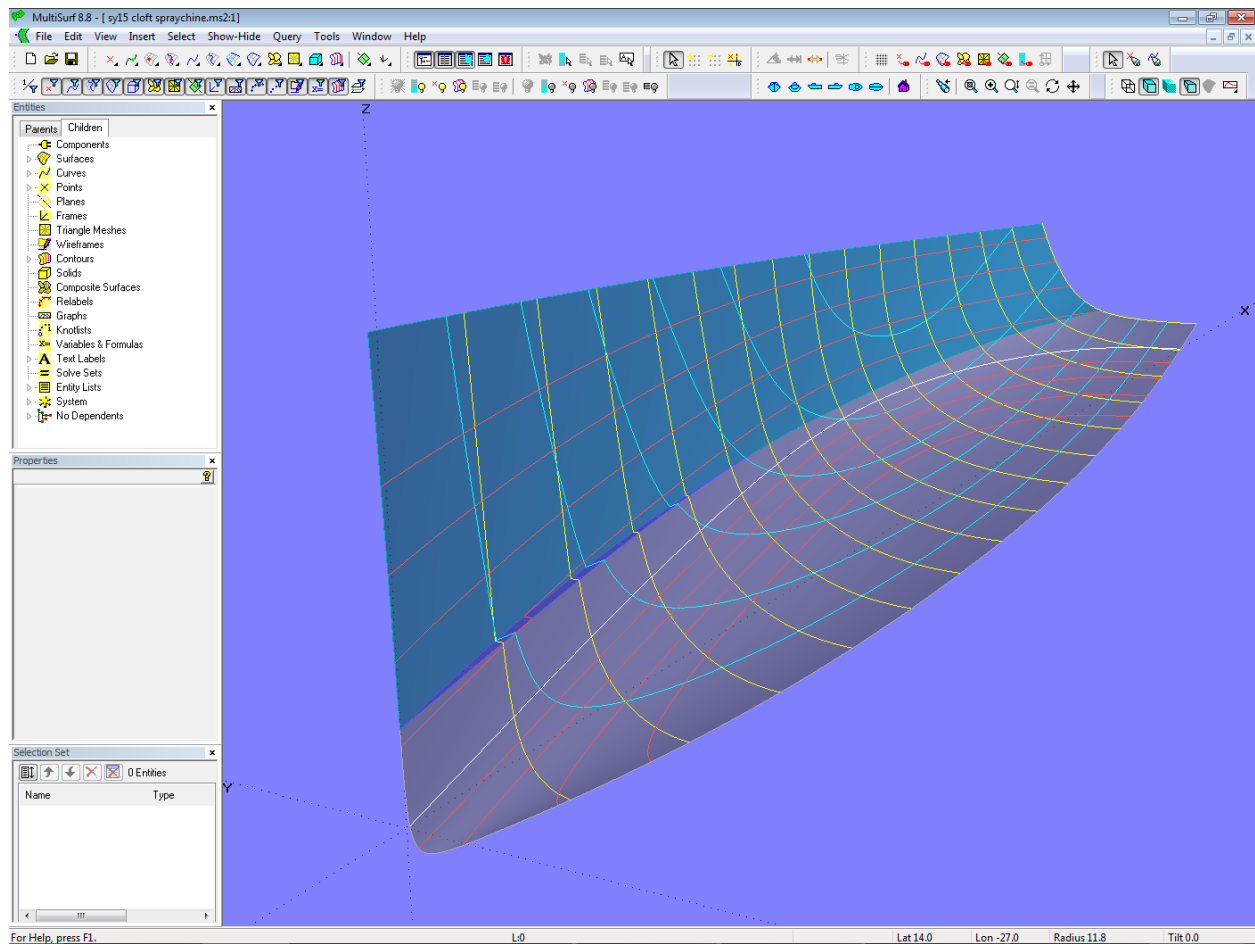 MultiSurf 8.8 - [ sy15 cloft spraychine.ms2:1]
File Edit View Insert Select Show-Hide Query Tools Window Help
Entities
Parents Children
Components
Surfaces
Curves
Points
Planes
Frames
Triangle Meshes
Wireframes
Contours
Solids
Composite Surfaces
Relabels
Graphs
Knotlists
Variables & Formulas
Text Labels
Solve Sets
Entity Lists
System
No Dependents
Properties
Selection Set
0 Entities
Name Type
Z
X
Y
For Help, press F1. L:0 Lat 14.0 Lon -27.0 Radius 11.8 Tilt 0.0